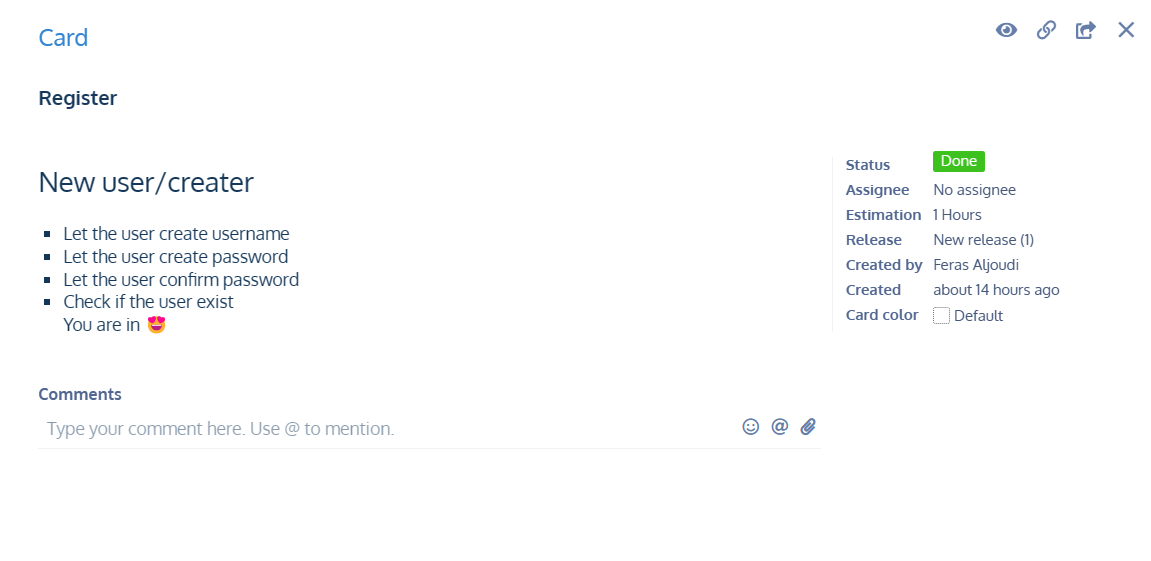 Card
Register
New user/creater
Let the user create username
Let the user create password
Let the user confirm password
Check if the user exist
You are in 😍
Status Done
Assignee No assignee
Estimation 1 Hours
Release New release (1)
Created by Feras Aljoudi
Created about 14 hours ago
Card color Default
Comments
Type your comment here. Use @ to mention.